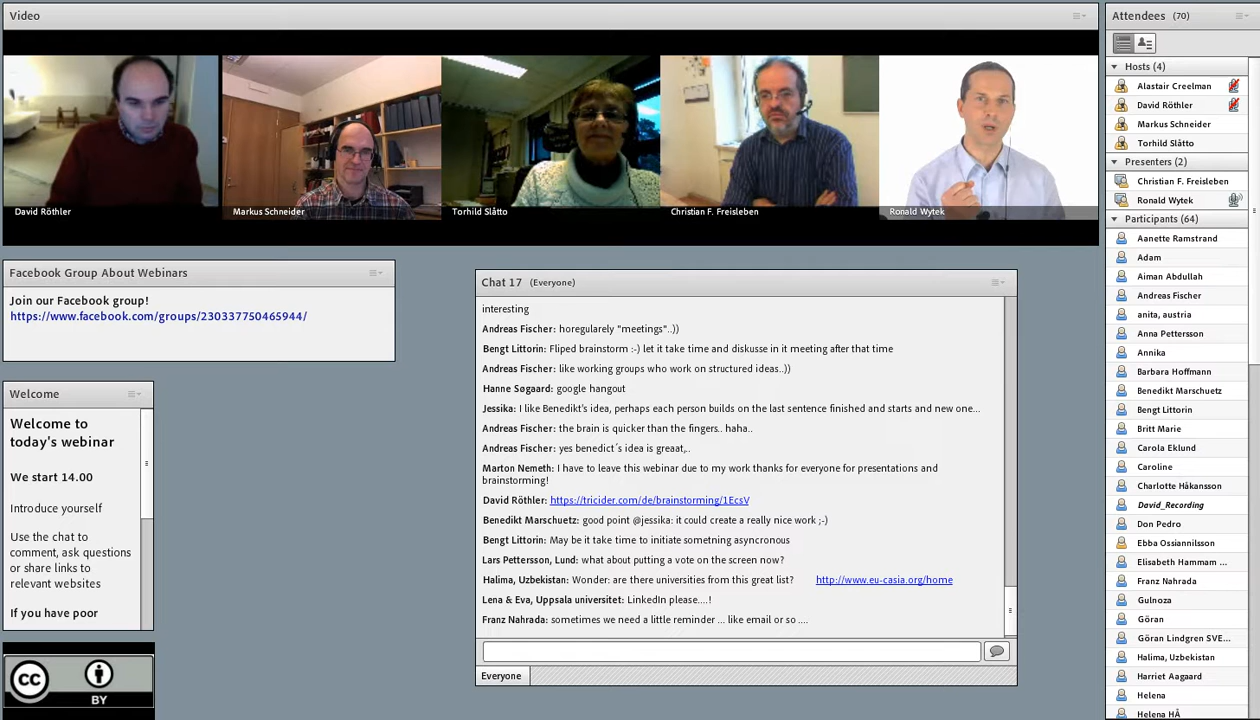 Video
David Röthler
Markus Schneider
Torhild Slåtto
Christian F. Freisleben
Ronald Wytek
Facebook Group About Webinars
Join our Facebook group!
https://www.facebook.com/groups/230337750465944/
Welcome
Welcome to
today's webinar
We start 14.00
Introduce yourself
Use the chat to
comment, ask questions
or share links to
relevant websites
If you have poor
CC
BY
Chat 17 (Everyone)
interesting
Andreas Fischer: horegularely "meetings"..))
Bengt Littorin: Fliped brainstorm :-) let it take time and diskusse in it meeting after that time
Andreas Fischer: like working groups who work on structured ideas..))
Hanne Søgaard: google hangout
Jessika: I like Benedikt's idea, perhaps each person builds on the last sentence finished and starts and new one...
Andreas Fischer: the brain is quicker than the fingers.. haha..
Andreas Fischer: yes benedict´s idea is greaat,..
Marton Nemeth: I have to leave this webinar due to my work thanks for everyone for presentations and
brainstorming!
David Röthler: https://tricider.com/de/brainstorming/1EcsV
Benedikt Marschuetz: good point @jessika: it could create a really nice work ;-)
Bengt Littorin: May be it take time to initiate sometning asyncronous
Lars Pettersson, Lund: what about putting a vote on the screen now?
Halima, Uzbekistan: Wonder: are there universities from this great list? http://www.eu-casia.org/home
Lena & Eva, Uppsala universitet: LinkedIn please....!
Franz Nahrada: sometimes we need a little reminder ... like email or so ....
Everyone
Attendees (70)
Hosts (4)
Alastair Creelman
David Röthler
Markus Schneider
Torhild Slåtto
Presenters (2)
Christian F. Freisleben
Ronald Wytek
Participants (64)
Aanette Ramstrand
Adam
Aiman Abdullah
Andreas Fischer
anita, austria
Anna Pettersson
Annika
Barbara Hoffmann
Benedikt Marschuetz
Bengt Littorin
Britt Marie
Carola Eklund
Caroline
Charlotte Håkansson
David_Recording
Don Pedro
Ebba Ossiannilsson
Elisabeth Hammam ...
Franz Nahrada
Gulnoza
Göran
Göran Lindgren SVE...
Halima, Uzbekistan
Harriet Aagaard
Helena
Helena HÅ